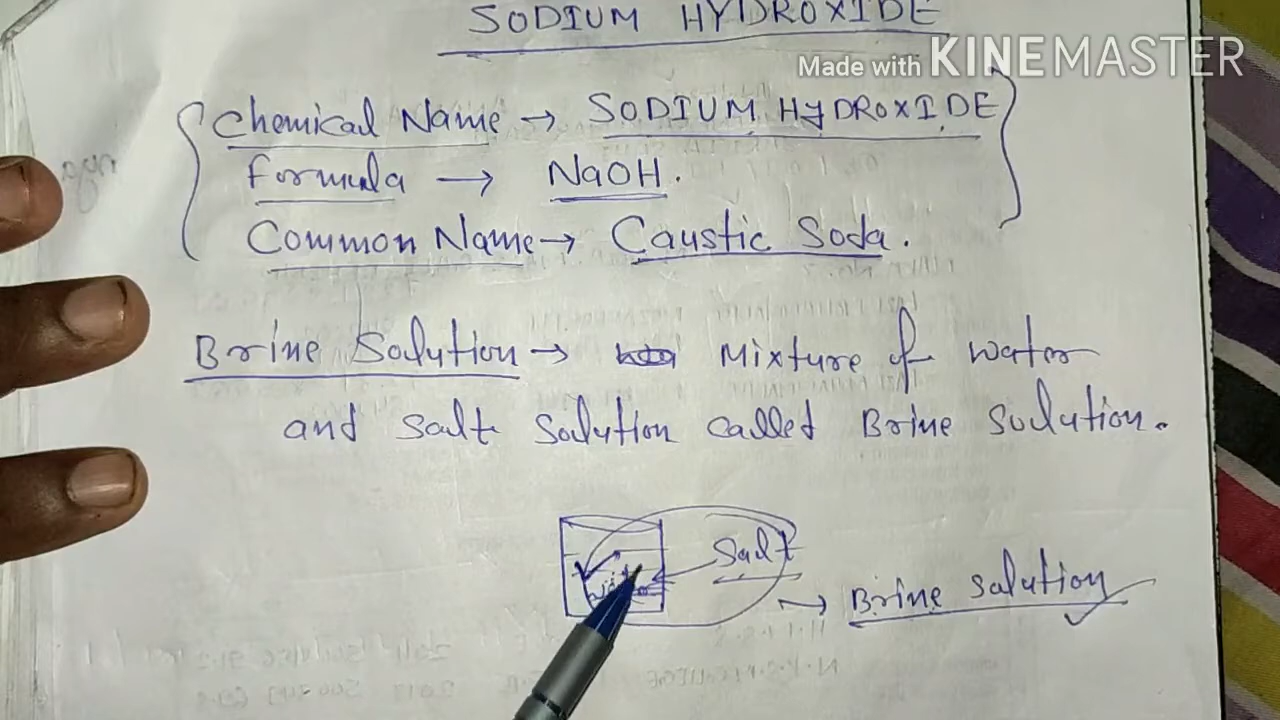 SODIUM HYDROXIDE
Made with KINEMASTER
Chemical Name → SODIUM HYDROXIDE
Formula → NaOH.
Common Name → Caustic Soda.
Brine Solution → Mixture of water
and Salt Solution called Brine Solution.
Salt
→ Brine Solution